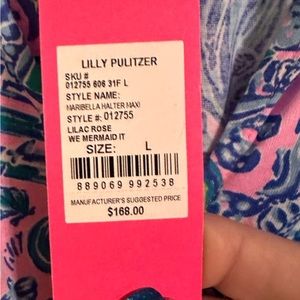 LILLY PULITZER
SKU #
012755 606 31F L
STYLE NAME:
MARIBELLA HALTER MAXI
STYLE #: 012755
LILAC ROSE
WE MERMAID IT
SIZE: L
889069 992538
MANUFACTURER'S SUGGESTED PRICE
$168.00